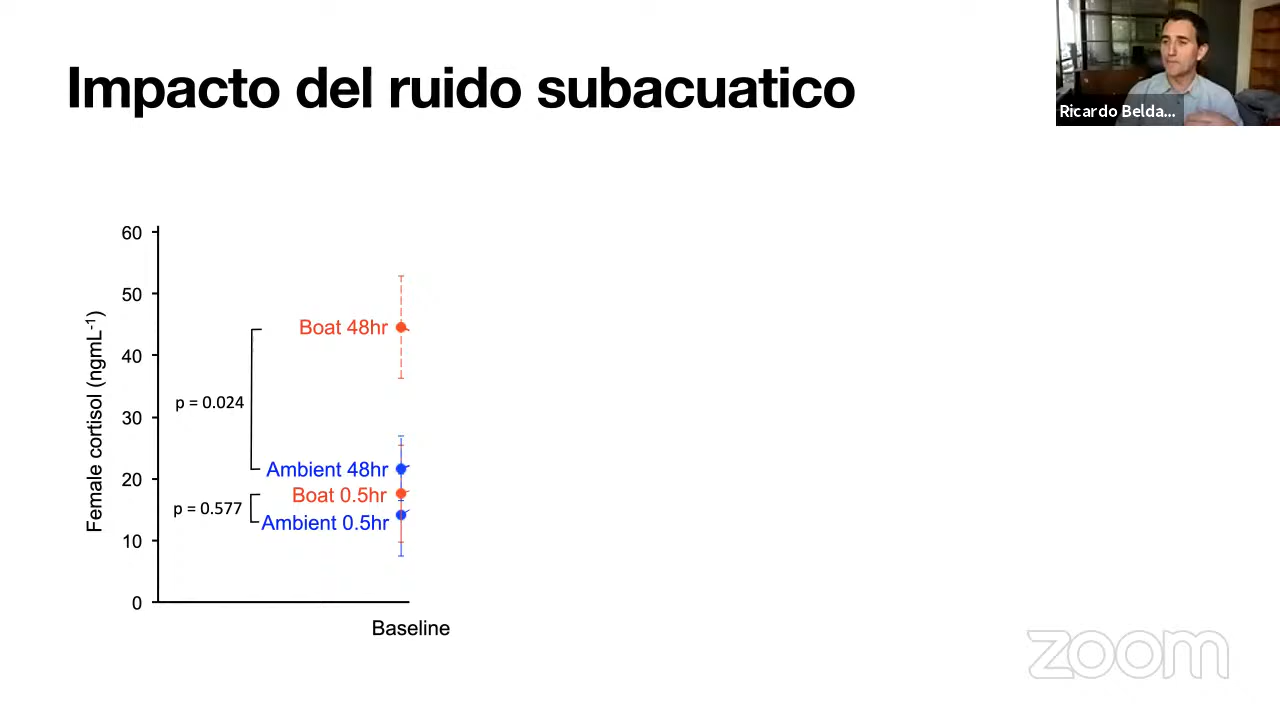 Impacto del ruido subacuatico
Ricardo Belda...
60
50
40
30
20
10
0
Female cortisol (ngmL⁻¹)
Boat 48hr
p = 0.024
Ambient 48hr
Boat 0.5hr
p = 0.577
Ambient 0.5hr
Baseline
zoom